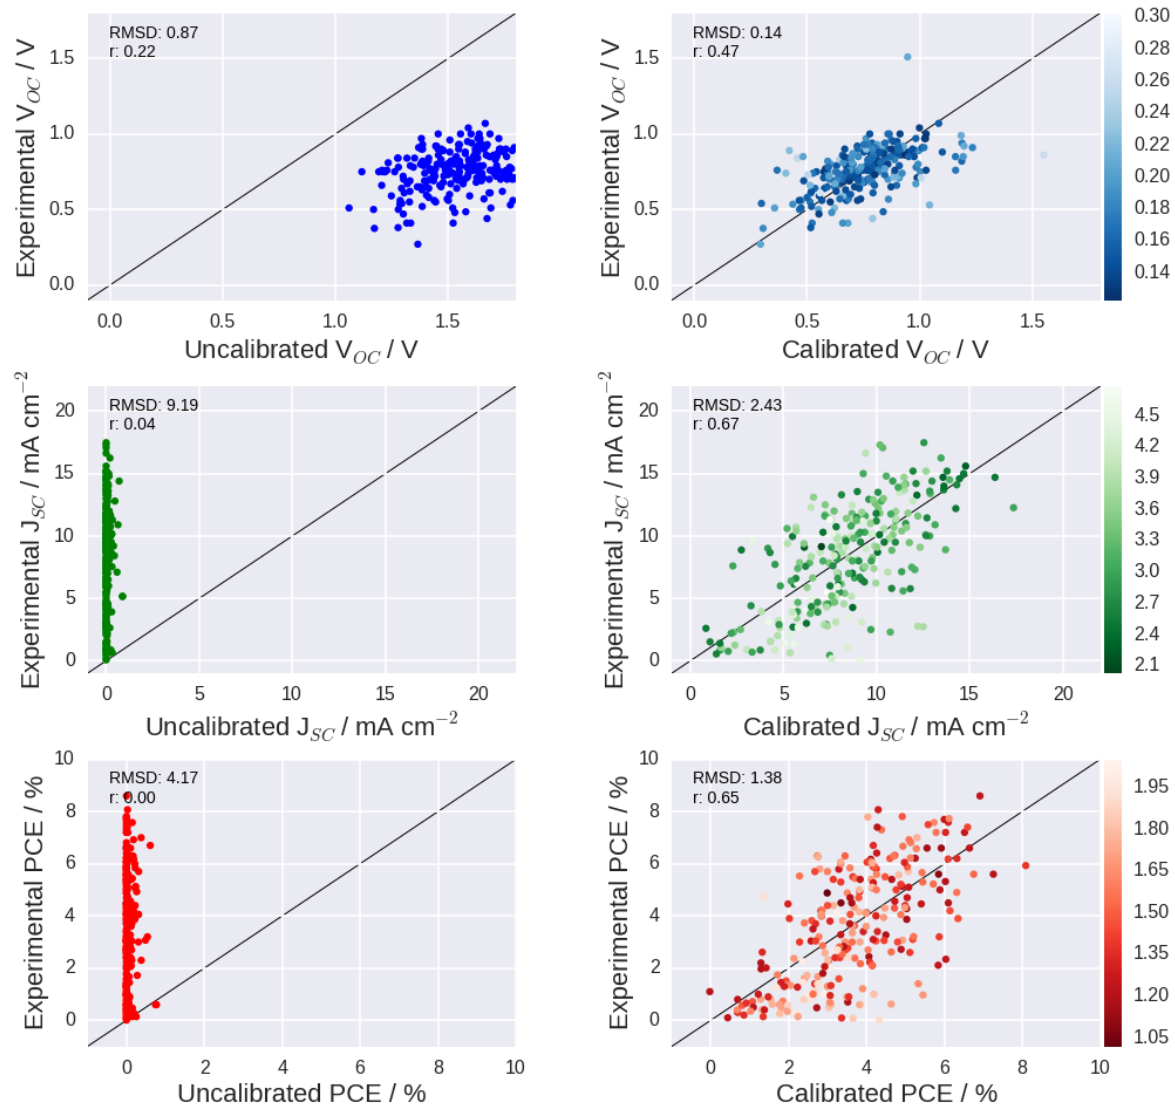 RMSD: 0.87
r: 0.22
1.5
1.0
0.5
0.0
Experimental V_OC / V
0.0 0.5 1.0 1.5
Uncalibrated V_OC / V
RMSD: 0.14
r: 0.47
1.5
1.0
0.5
0.0
Experimental V_OC / V
0.0 0.5 1.0 1.5
Calibrated V_OC / V
0.30
0.28
0.26
0.24
0.22
0.20
0.18
0.16
0.14
RMSD: 9.19
r: 0.04
20
15
10
5
0
Experimental J_SC / mA cm⁻²
0 5 10 15 20
Uncalibrated J_SC / mA cm⁻²
RMSD: 2.43
r: 0.67
20
15
10
5
0
Experimental J_SC / mA cm⁻²
0 5 10 15 20
Calibrated J_SC / mA cm⁻²
4.5
4.2
3.9
3.6
3.3
3.0
2.7
2.4
2.1
RMSD: 4.17
r: 0.00
10
8
6
4
2
0
Experimental PCE / %
0 2 4 6 8 10
Uncalibrated PCE / %
RMSD: 1.38
r: 0.65
10
8
6
4
2
0
Experimental PCE / %
0 2 4 6 8 10
Calibrated PCE / %
1.95
1.80
1.65
1.50
1.35
1.20
1.05